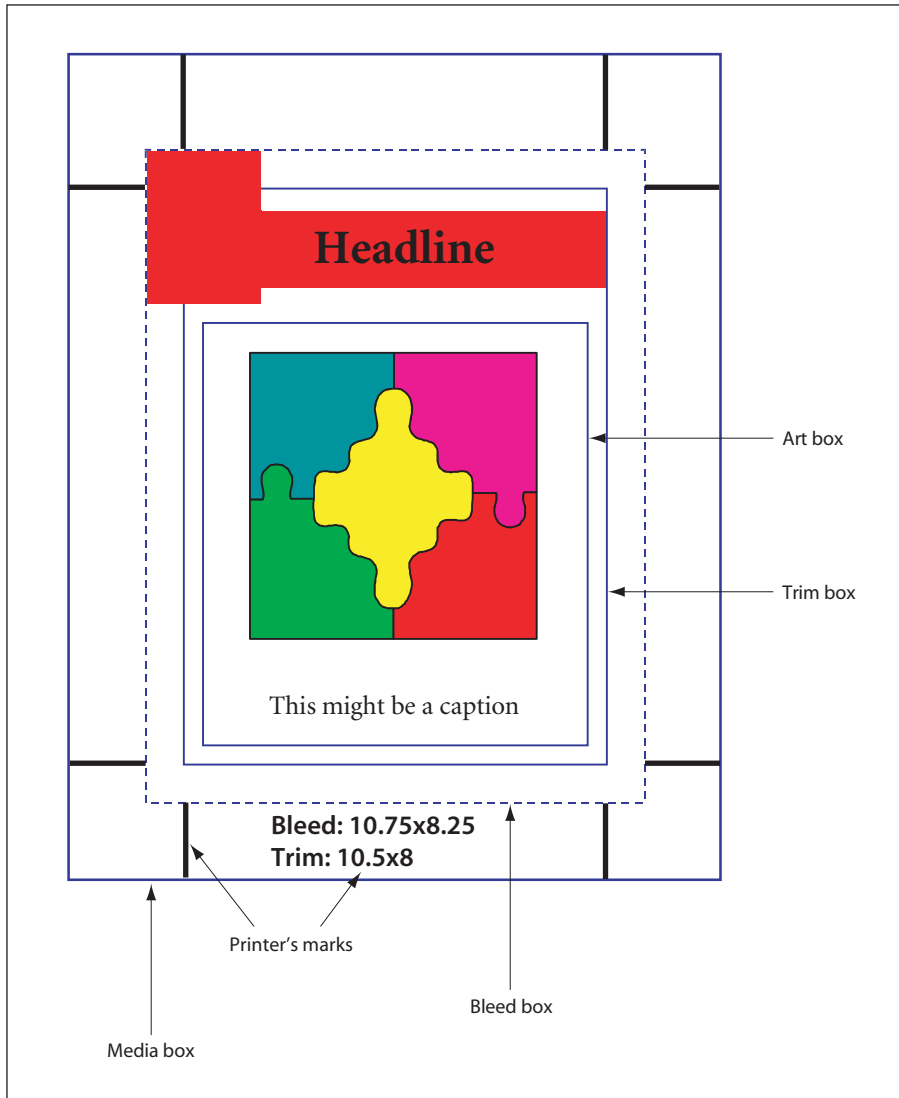 Headline
Art box
Trim box
This might be a caption
Bleed: 10.75x8.25
Trim: 10.5x8
Printer’s marks
Bleed box
Media box